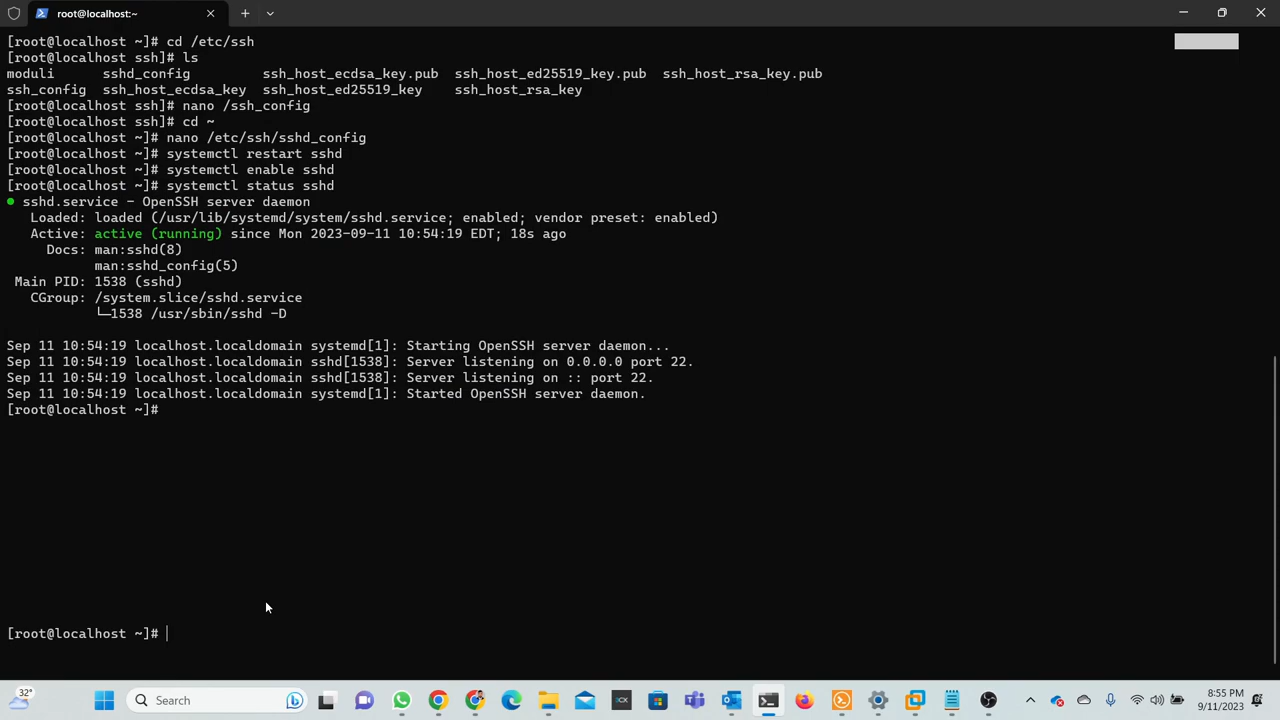 root@localhost:~
[root@localhost ~]# cd /etc/ssh
[root@localhost ssh]# ls
moduli sshd_config ssh_host_ecdsa_key.pub ssh_host_ed25519_key.pub ssh_host_rsa_key.pub
ssh_config ssh_host_ecdsa_key ssh_host_ed25519_key ssh_host_rsa_key
[root@localhost ssh]# nano /ssh_config
[root@localhost ssh]# cd ~
[root@localhost ~]# nano /etc/ssh/sshd_config
[root@localhost ~]# systemctl restart sshd
[root@localhost ~]# systemctl enable sshd
[root@localhost ~]# systemctl status sshd
● sshd.service - OpenSSH server daemon
Loaded: loaded (/usr/lib/systemd/system/sshd.service; enabled; vendor preset: enabled)
Active: active (running) since Mon 2023-09-11 10:54:19 EDT; 18s ago
Docs: man:sshd(8)
man:sshd_config(5)
Main PID: 1538 (sshd)
CGroup: /system.slice/sshd.service
└─1538 /usr/sbin/sshd -D
Sep 11 10:54:19 localhost.localdomain systemd[1]: Starting OpenSSH server daemon...
Sep 11 10:54:19 localhost.localdomain sshd[1538]: Server listening on 0.0.0.0 port 22.
Sep 11 10:54:19 localhost.localdomain sshd[1538]: Server listening on :: port 22.
Sep 11 10:54:19 localhost.localdomain systemd[1]: Started OpenSSH server daemon.
[root@localhost ~]#
[root@localhost ~]#
32°
Search
8:55 PM
9/11/2023